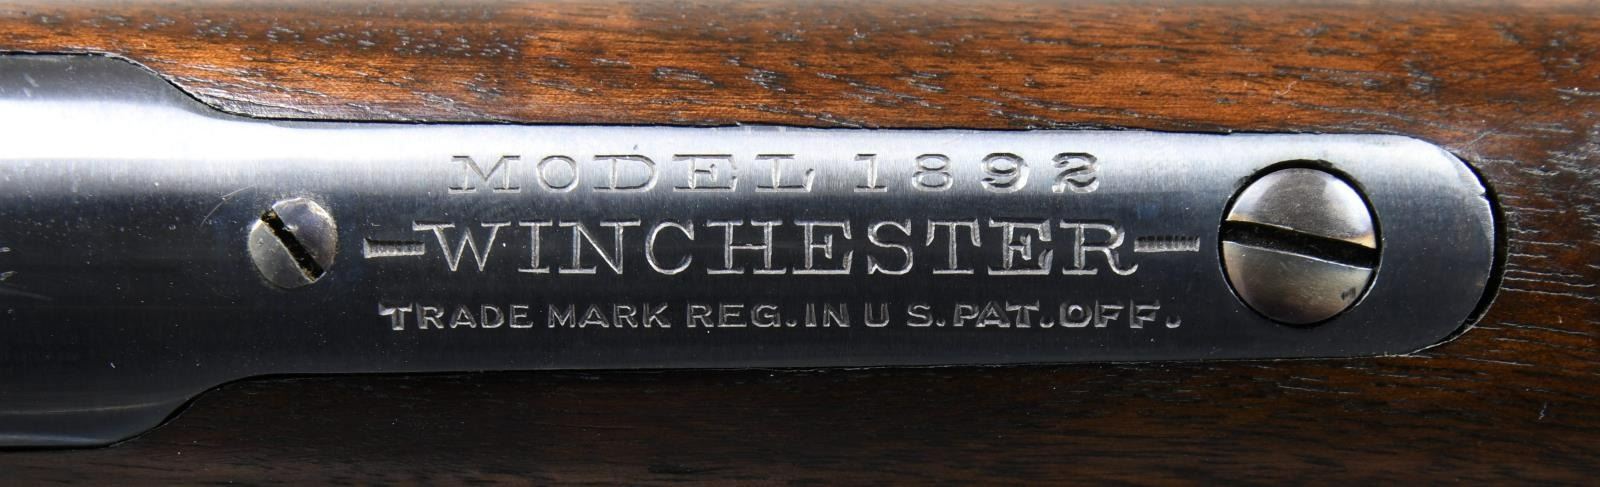 MODEL 1892
-WINCHESTER-
TRADE MARK REG. IN U S. PAT. OFF.